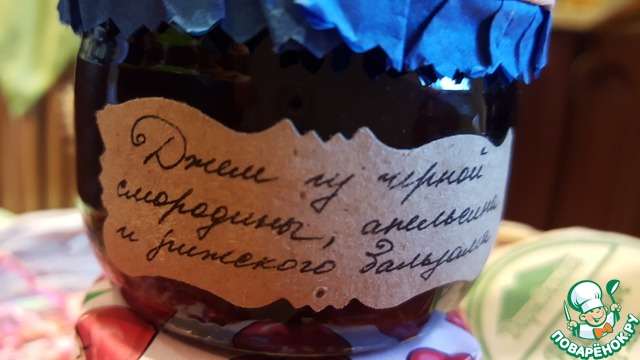 Джем из черной
смородины, апельсина
и рижского бальзама
ПОВАРЁНОК.РУ